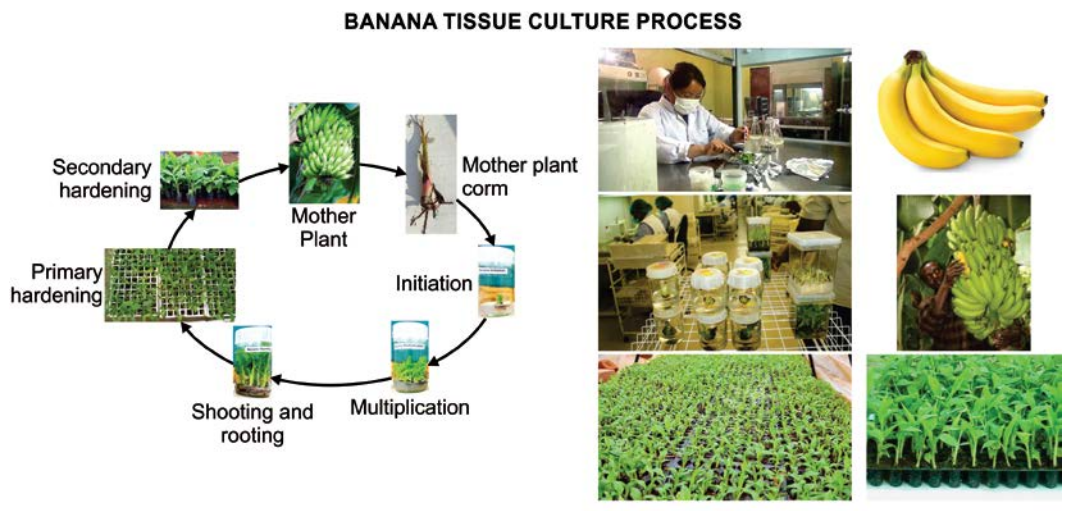 BANANA TISSUE CULTURE PROCESS
Secondary
hardening
Mother
Plant
Mother plant
corm
Initiation
Multiplication
Shooting and
rooting
Primary
hardening